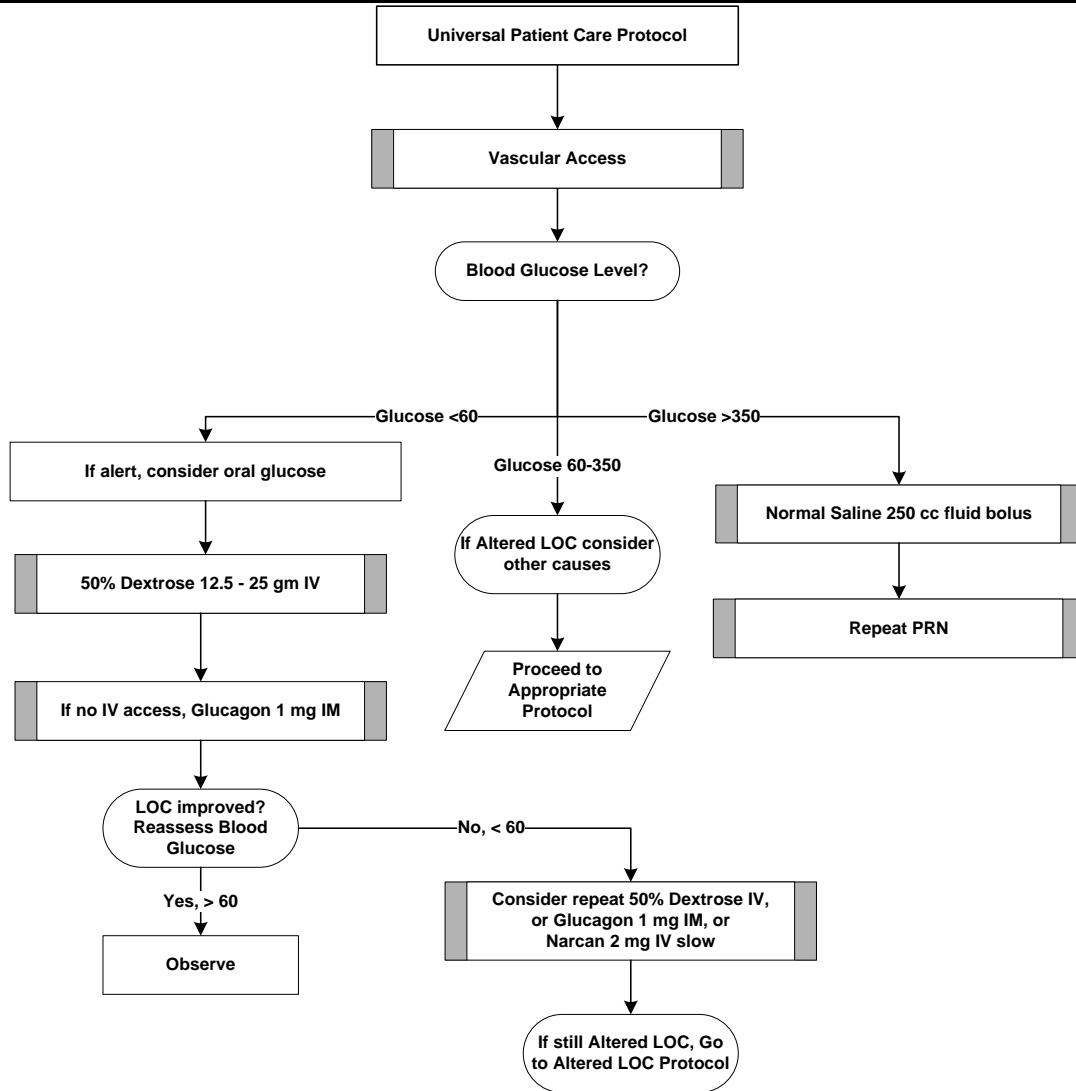 Universal Patient Care Protocol
Vascular Access
Blood Glucose Level?
Glucose <60
Glucose >350
Glucose 60-350
If alert, consider oral glucose
Normal Saline 250 cc fluid bolus
If Altered LOC consider
other causes
50% Dextrose 12.5 - 25 gm IV
Repeat PRN
Proceed to
Appropriate
Protocol
If no IV access, Glucagon 1 mg IM
LOC improved?
Reassess Blood
Glucose
No, < 60
Yes, > 60
Consider repeat 50% Dextrose IV,
or Glucagon 1 mg IM, or
Narcan 2 mg IV slow
Observe
If still Altered LOC, Go
to Altered LOC Protocol